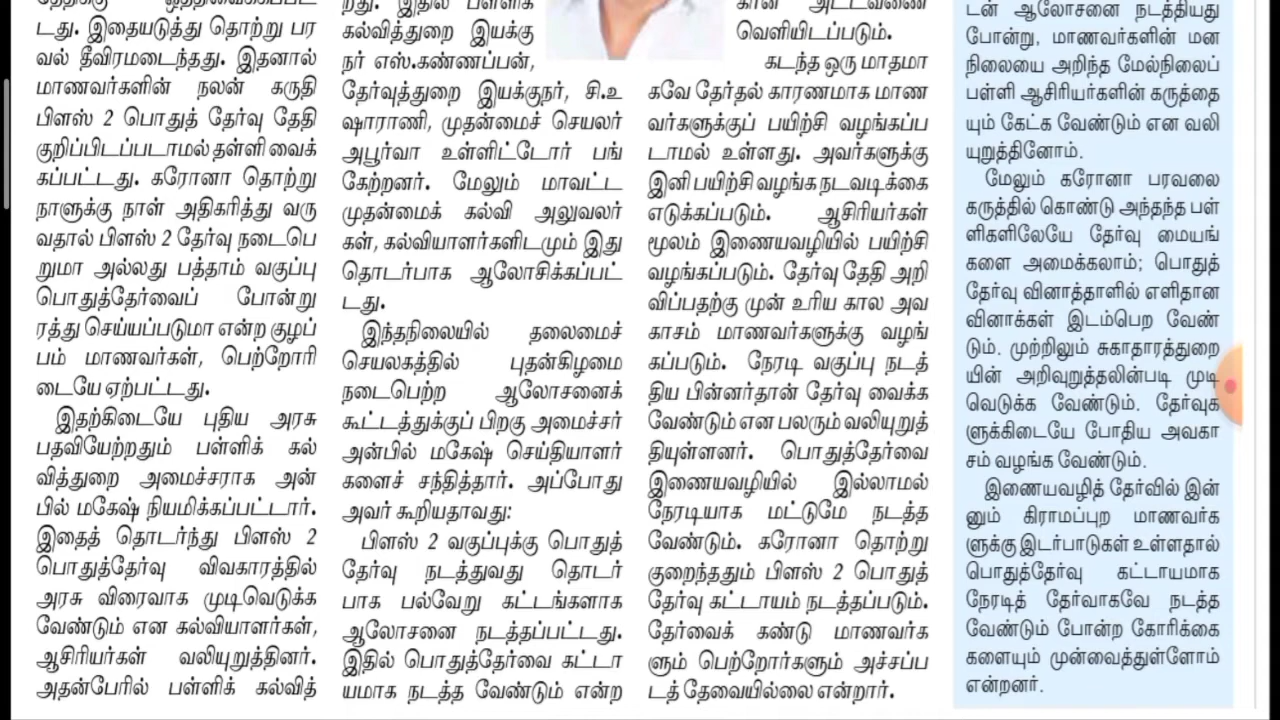 டது. இதையடுத்து தொற்று பர
வல் தீவிரமடைந்தது. இதனால்
மாணவர்களின் நலன் கருதி
பிளஸ் 2 பொதுத் தேர்வு தேதி
குறிப்பிடப்படாமல் தள்ளி வைக்
கப்பட்டது. கரோனா தொற்று
நாளுக்கு நாள் அதிகரித்து வரு
வதால் பிளஸ் 2 தேர்வு நடைபெ
றுமா அல்லது பத்தாம் வகுப்பு
பொதுத்தேர்வைப் போன்று
ரத்து செய்யப்படுமா என்ற குழப்
பம் மாணவர்கள், பெற்றோரி
டையே ஏற்பட்டது.
இதற்கிடையே புதிய அரசு
பதவியேற்றதும் பள்ளிக் கல்
வித்துறை அமைச்சராக அன்
பில் மகேஷ் நியமிக்கப்பட்டார்.
இதைத் தொடர்ந்து பிளஸ் 2
பொதுத்தேர்வு விவகாரத்தில்
அரசு விரைவாக முடிவெடுக்க
வேண்டும் என கல்வியாளர்கள்,
ஆசிரியர்கள் வலியுறுத்தினர்.
அதன்பேரில் பள்ளிக் கல்வித்
றது. இதில் பள்ளிக்
கல்வித்துறை இயக்கு
நர் எஸ்.கண்ணப்பன்,
தேர்வுத்துறை இயக்குநர், சி.உ
ஷாராணி, முதன்மைச் செயலர்
அபூர்வா உள்ளிட்டோர் பங்
கேற்றனர். மேலும் மாவட்ட
முதன்மைக் கல்வி அலுவலர்
கள், கல்வியாளர்களிடமும் இது
தொடர்பாக ஆலோசிக்கப்பட்
டது.
இந்தநிலையில் தலைமைச்
செயலகத்தில் புதன்கிழமை
நடைபெற்ற ஆலோசனைக்
கூட்டத்துக்குப் பிறகு அமைச்சர்
அன்பில் மகேஷ் செய்தியாளர்
களைச் சந்தித்தார். அப்போது
அவர் கூறியதாவது:
பிளஸ் 2 வகுப்புக்கு பொதுத்
தேர்வு நடத்துவது தொடர்
பாக பல்வேறு கட்டங்களாக
ஆலோசனை நடத்தப்பட்டது.
இதில் பொதுத்தேர்வை கட்டா
யமாக நடத்த வேண்டும் என்ற
கான அட்டவணை
வெளியிடப்படும்.
கடந்த ஒரு மாதமா
கவே தேர்தல் காரணமாக மாண
வர்களுக்குப் பயிற்சி வழங்கப்ப
டாமல் உள்ளது. அவர்களுக்கு
இனி பயிற்சி வழங்க நடவடிக்கை
எடுக்கப்படும். ஆசிரியர்கள்
மூலம் இணையவழியில் பயிற்சி
வழங்கப்படும். தேர்வு தேதி அறி
விப்பதற்கு முன் உரிய கால அவ
காசம் மாணவர்களுக்கு வழங்
கப்படும். நேரடி வகுப்பு நடத்
திய பின்னர்தான் தேர்வு வைக்க
வேண்டும் என பலரும் வலியுறுத்
தியுள்ளனர். பொதுத்தேர்வை
இணையவழியில் இல்லாமல்
நேரடியாக மட்டுமே நடத்த
வேண்டும். கரோனா தொற்று
குறைந்ததும் பிளஸ் 2 பொதுத்
தேர்வு கட்டாயம் நடத்தப்படும்.
தேர்வைக் கண்டு மாணவர்க
ளும் பெற்றோர்களும் அச்சப்ப
டத் தேவையில்லை என்றார்.
டன் ஆலோசனை நடத்தியது
போன்று, மாணவர்களின் மன
நிலையை அறிந்த மேல்நிலைப்
பள்ளி ஆசிரியர்களின் கருத்தை
யும் கேட்க வேண்டும் என வலி
யுறுத்தினோம்.
மேலும் கரோனா பரவலை
கருத்தில் கொண்டு அந்தந்த பள்
ளிகளிலேயே தேர்வு மையங்
களை அமைக்கலாம்; பொதுத்
தேர்வு வினாத்தாளில் எளிதான
வினாக்கள் இடம்பெற வேண்
டும். முற்றிலும் சுகாதாரத்துறை
யின் அறிவுறுத்தலின்படி முடி
வெடுக்க வேண்டும். தேர்வுக
ளுக்கிடையே போதிய அவகா
சம் வழங்க வேண்டும்.
இணையவழித் தேர்வில் இன்
னும் கிராமப்புற மாணவர்க
ளுக்கு இடர்பாடுகள் உள்ளதால்
பொதுத்தேர்வு கட்டாயமாக
நேரடித் தேர்வாகவே நடத்த
வேண்டும் போன்ற கோரிக்கை
களையும் முன்வைத்துள்ளோம்
என்றனர்.